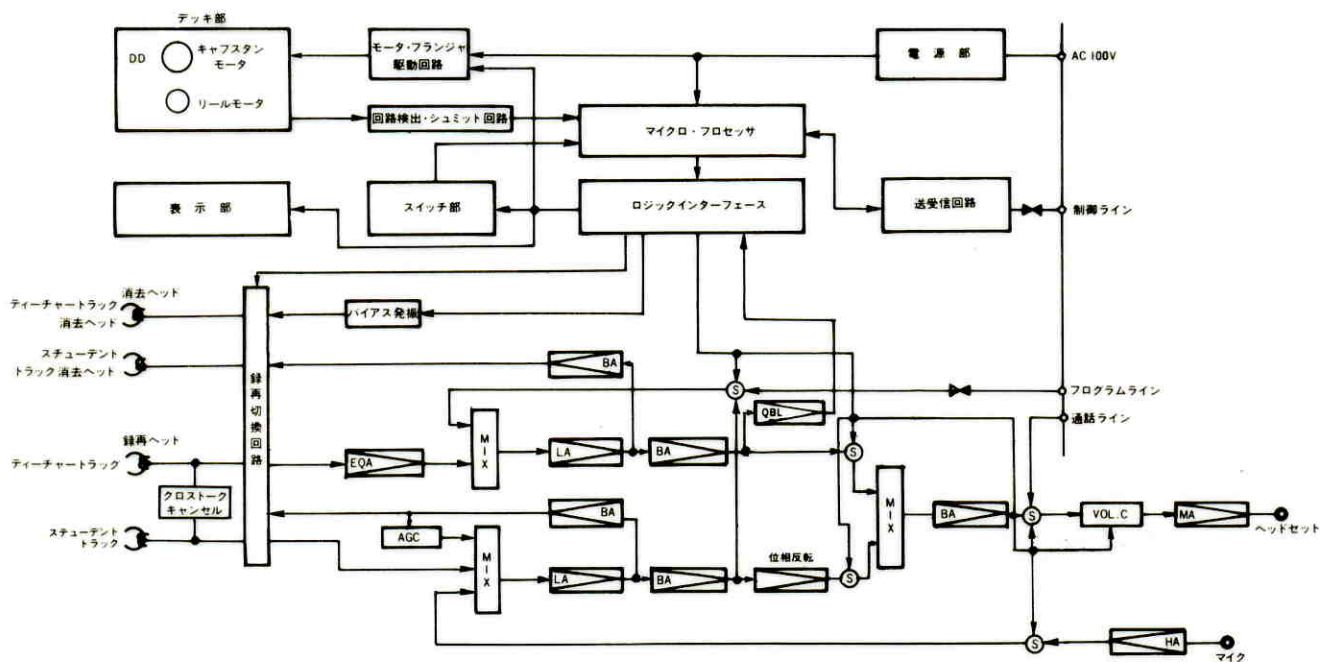 デッキ部
DD
キャプスタン
モータ
リールモータ
モータ・プランジャ
駆動回路
電源部
AC 100V
回路検出・シュミット回路
マイクロ・プロセッサ
表示部
スイッチ部
ロジックインターフェース
送受信回路
制御ライン
消去ヘッド
ティーチャートラック
消去ヘッド
バイアス発振
スチューデント
トラック消去ヘッド
録再切換回路
BA
S
プログラムライン
通話ライン
QBL
録再ヘッド
ティーチャートラック
EQA
MIX
LA
BA
S
クロストーク
キャンセル
スチューデント
トラック
BA
AGC
MIX
LA
BA
位相反転
S
MIX
BA
S
VOL.C
MA
ヘッドセット
S
HA
マイク